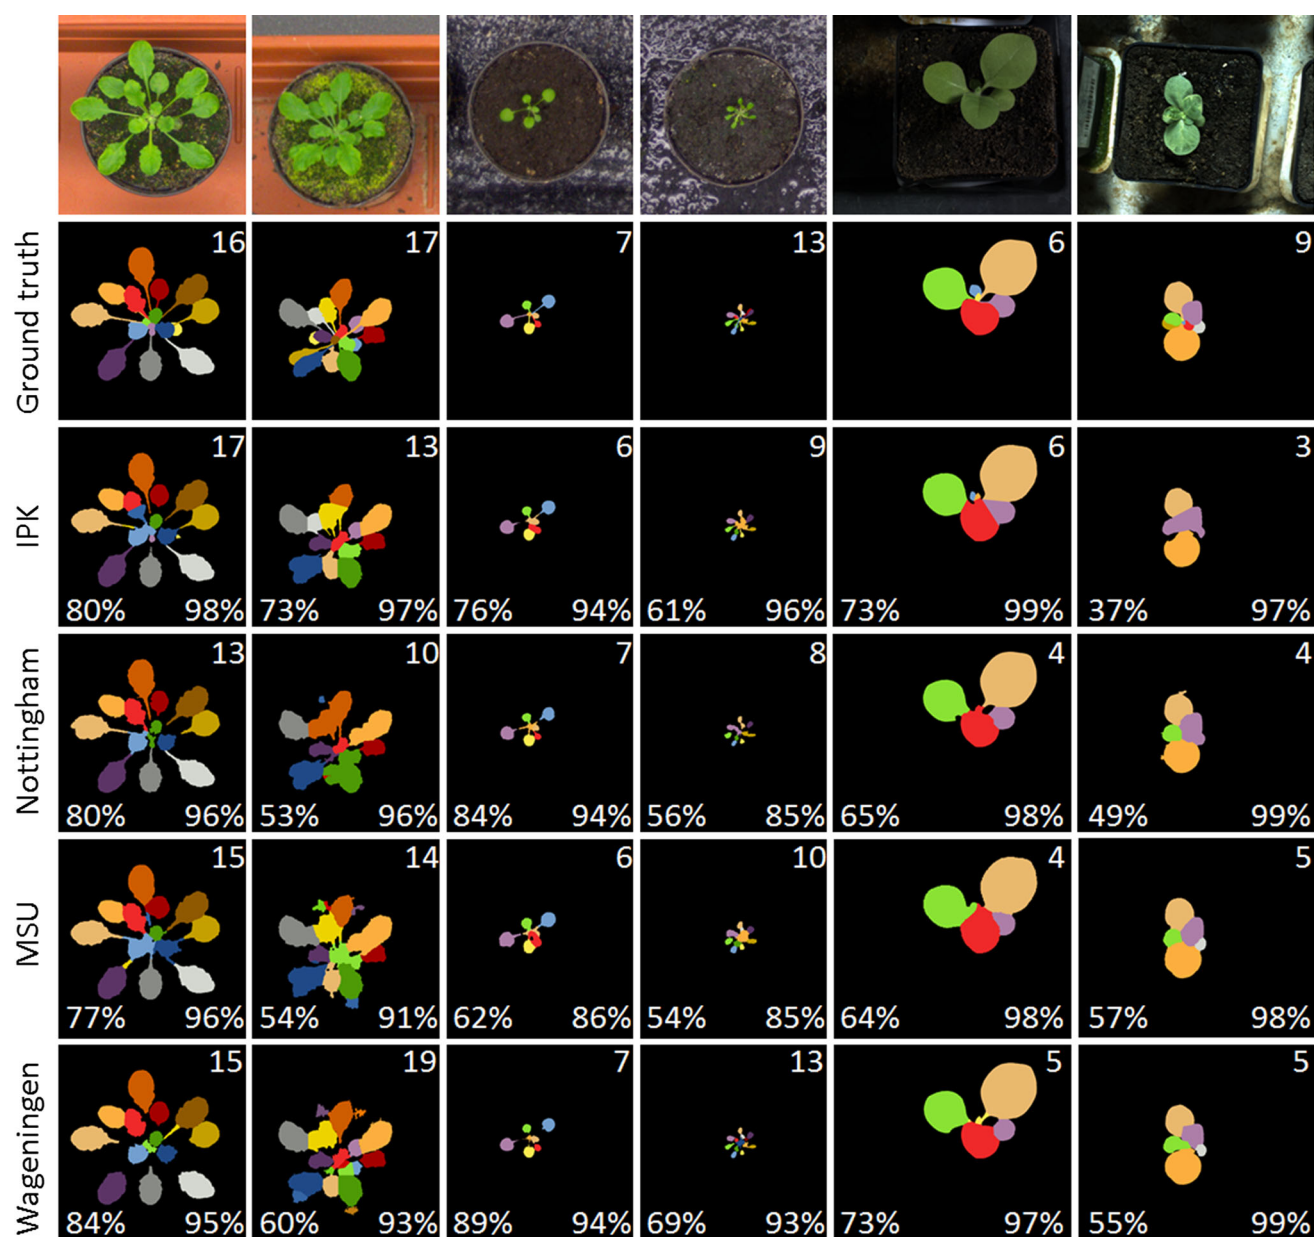 Ground truth
16 17 7 13 6 9
IPK
17 13 6 9 6 3
80% 98% 73% 97% 76% 94% 61% 96% 73% 99% 37% 97%
Nottingham
13 10 7 8 4 4
80% 96% 53% 96% 84% 94% 56% 85% 65% 98% 49% 99%
MSU
15 14 6 10 4 5
77% 96% 54% 91% 62% 86% 54% 85% 64% 98% 57% 98%
Wageningen
15 19 7 13 5 5
84% 95% 60% 93% 89% 94% 69% 93% 73% 97% 55% 99%